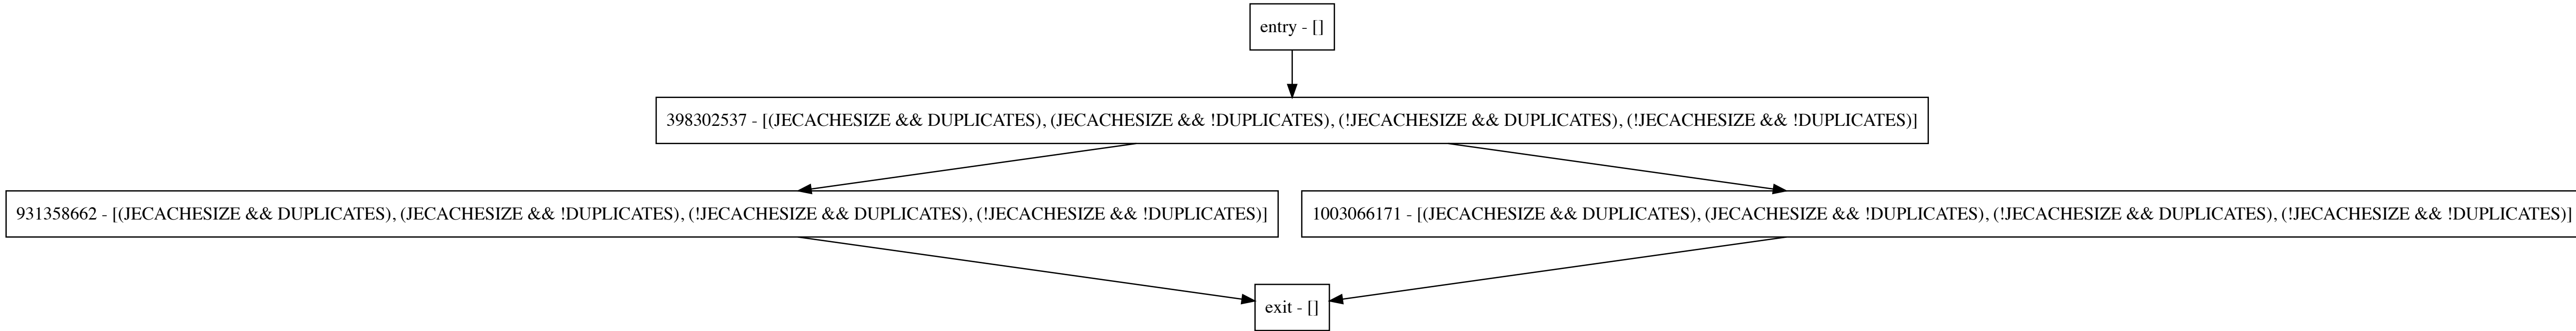 entry - []
398302537 - [(JECACHESIZE && DUPLICATES), (JECACHESIZE && !DUPLICATES), (!JECACHESIZE && DUPLICATES), (!JECACHESIZE && !DUPLICATES)]
931358662 - [(JECACHESIZE && DUPLICATES), (JECACHESIZE && !DUPLICATES), (!JECACHESIZE && DUPLICATES), (!JECACHESIZE && !DUPLICATES)]
1003066171 - [(JECACHESIZE && DUPLICATES), (JECACHESIZE && !DUPLICATES), (!JECACHESIZE && DUPLICATES), (!JECACHESIZE && !DUPLICATES)]
exit - []